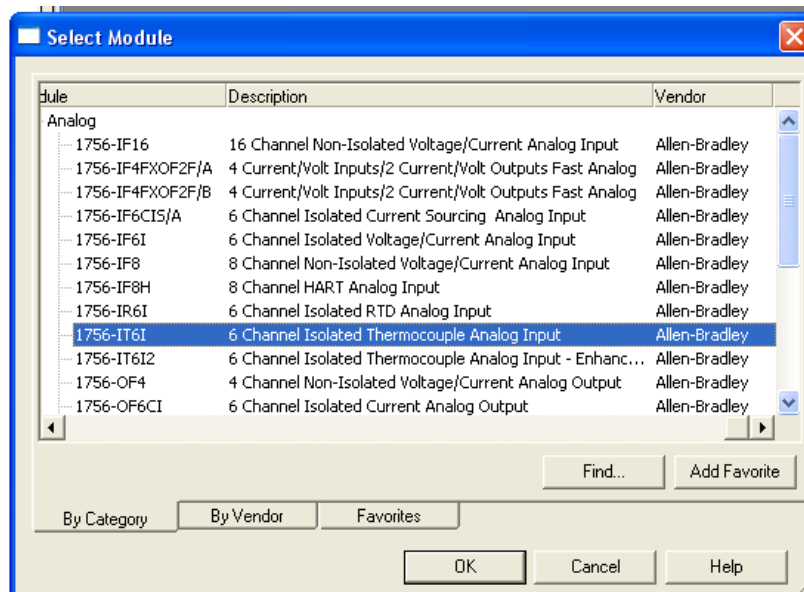 Select Module
dule Description Vendor
Analog
1756-IF16 16 Channel Non-Isolated Voltage/Current Analog Input Allen-Bradley
1756-IF4FXOF2F/A 4 Current/Volt Inputs/2 Current/Volt Outputs Fast Analog Allen-Bradley
1756-IF4FXOF2F/B 4 Current/Volt Inputs/2 Current/Volt Outputs Fast Analog Allen-Bradley
1756-IF6CIS/A 6 Channel Isolated Current Sourcing Analog Input Allen-Bradley
1756-IF6I 6 Channel Isolated Voltage/Current Analog Input Allen-Bradley
1756-IF8 8 Channel Non-Isolated Voltage/Current Analog Input Allen-Bradley
1756-IF8H 8 Channel HART Analog Input Allen-Bradley
1756-IR6I 6 Channel Isolated RTD Analog Input Allen-Bradley
1756-IT6I 6 Channel Isolated Thermocouple Analog Input Allen-Bradley
1756-IT6I2 6 Channel Isolated Thermocouple Analog Input - Enhanc... Allen-Bradley
1756-OF4 4 Channel Non-Isolated Voltage/Current Analog Output Allen-Bradley
1756-OF6CI 6 Channel Isolated Current Analog Output Allen-Bradley
Find... Add Favorite
By Category By Vendor Favorites
OK Cancel Help